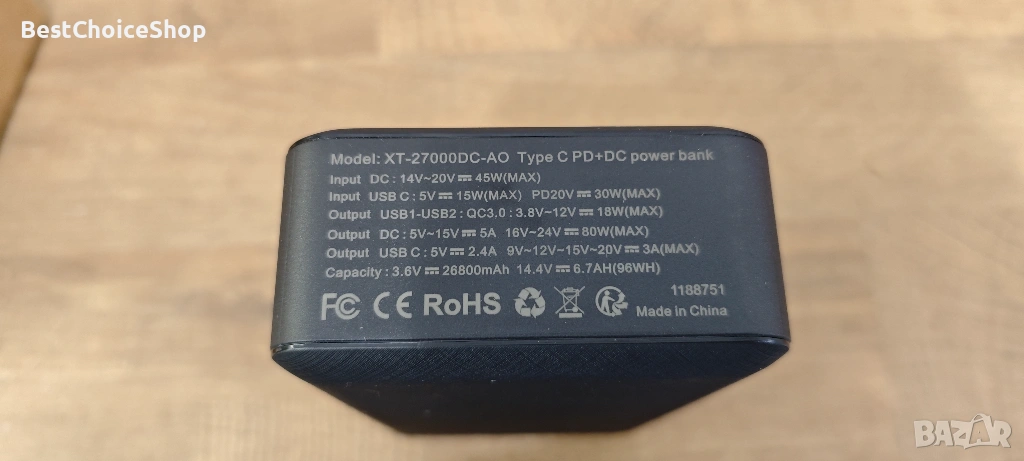 BestChoiceShop
Model: XT-27000DC-AO Type C PD+DC power bank
Input DC : 14V~20V⎓45W(MAX)
Input USB C : 5V⎓15W(MAX) PD20V⎓30W(MAX)
Output USB1-USB2 : QC3.0 : 3.8V~12V⎓18W(MAX)
Output DC : 5V~15V⎓5A 16V~24V⎓80W(MAX)
Output USB C : 5V⎓2.4A 9V~12V~15V~20V⎓3A(MAX)
Capacity : 3.6V⎓26800mAh 14.4V⎓6.7AH(96WH)
FC CE RoHS
1188751
Made in China
BAZAR